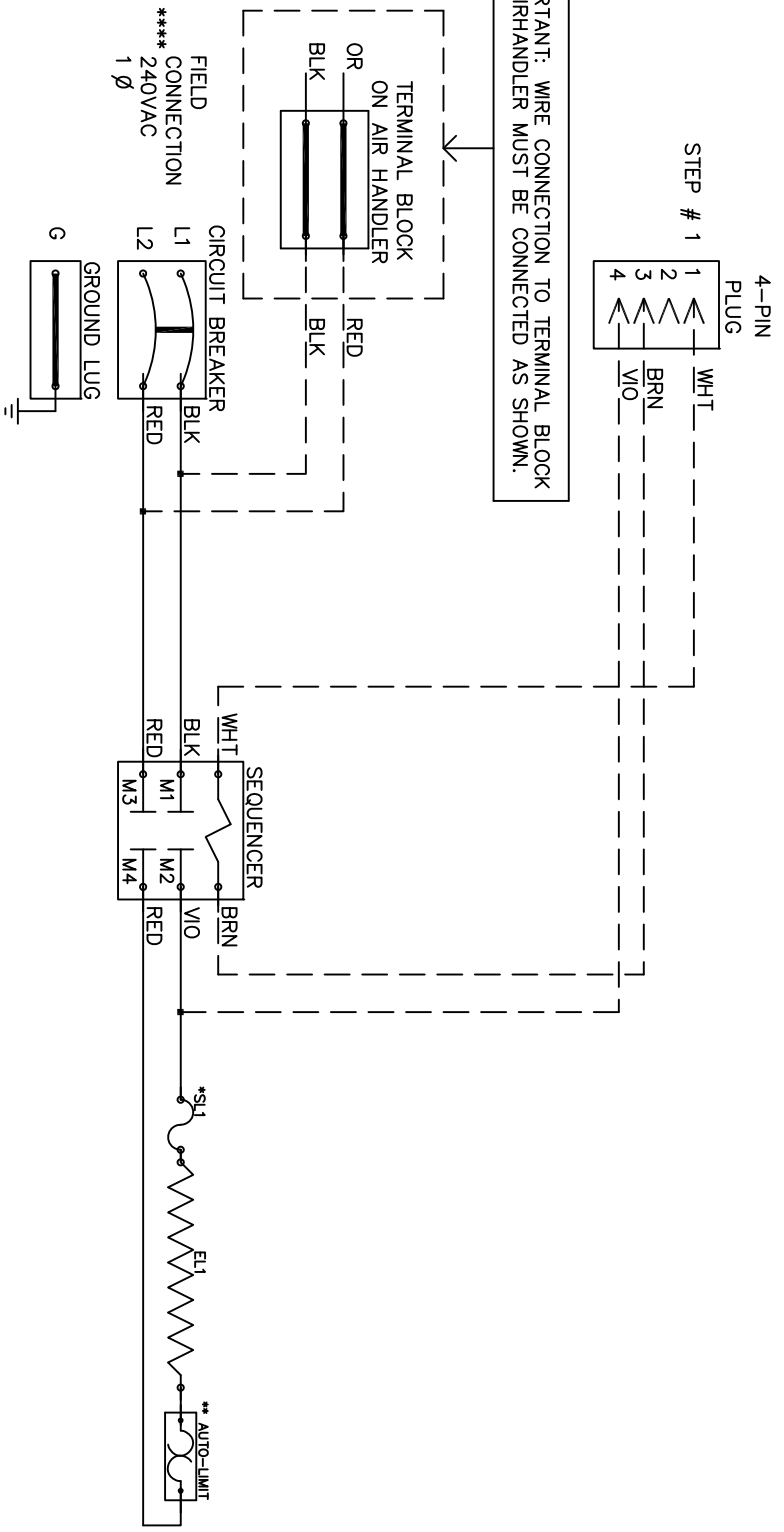 4-PIN
PLUG
STEP # 1
1
2
3
4
WHT
BRN
VIO
WIRE CONNECTION TO TERMINAL BLOCK
MUST BE CONNECTED AS SHOWN.
TERMINAL BLOCK
ON AIR HANDLER
OR
BLK
RED
BLK
FIELD
**** CONNECTION
240VAC
1 Ø
CIRCUIT BREAKER
L1
L2
BLK
RED
GROUND LUG
G
SEQUENCER
WHT
BRN
BLK
M1
M2
VIO
RED
M3
M4
RED
*SL1
EL1
** AUTO-LIMIT